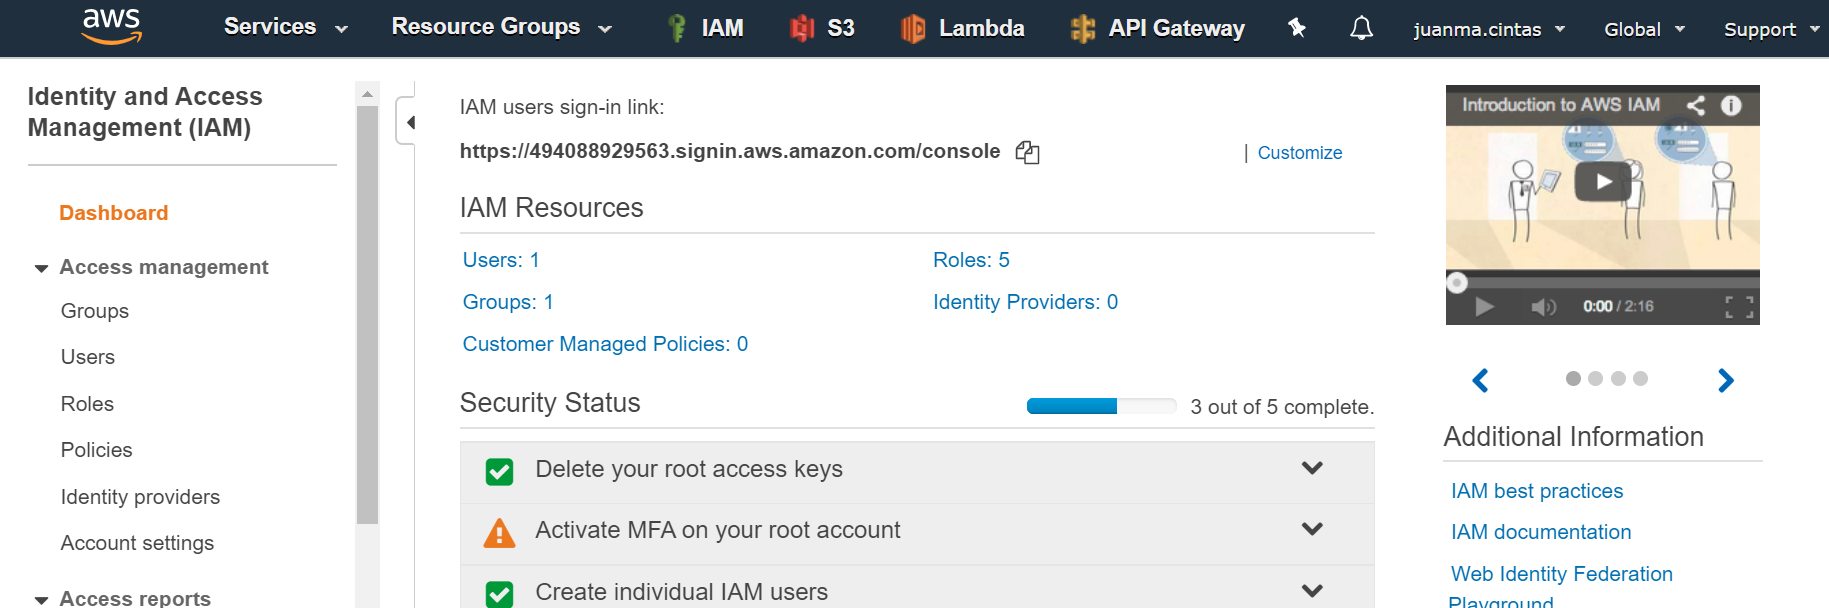 aws Services Resource Groups IAM S3 Lambda API Gateway juanma.cintas Global Support
Identity and Access
Management (IAM)
Dashboard
Access management
Groups
Users
Roles
Policies
Identity providers
Account settings
Access reports
IAM users sign-in link:
https://494088929563.signin.aws.amazon.com/console | Customize
IAM Resources
Users: 1 Roles: 5
Groups: 1 Identity Providers: 0
Customer Managed Policies: 0
Security Status 3 out of 5 complete.
Delete your root access keys
Activate MFA on your root account
Create individual IAM users
Introduction to AWS IAM
0:00 / 2:16
Additional Information
IAM best practices
IAM documentation
Web Identity Federation
Playground